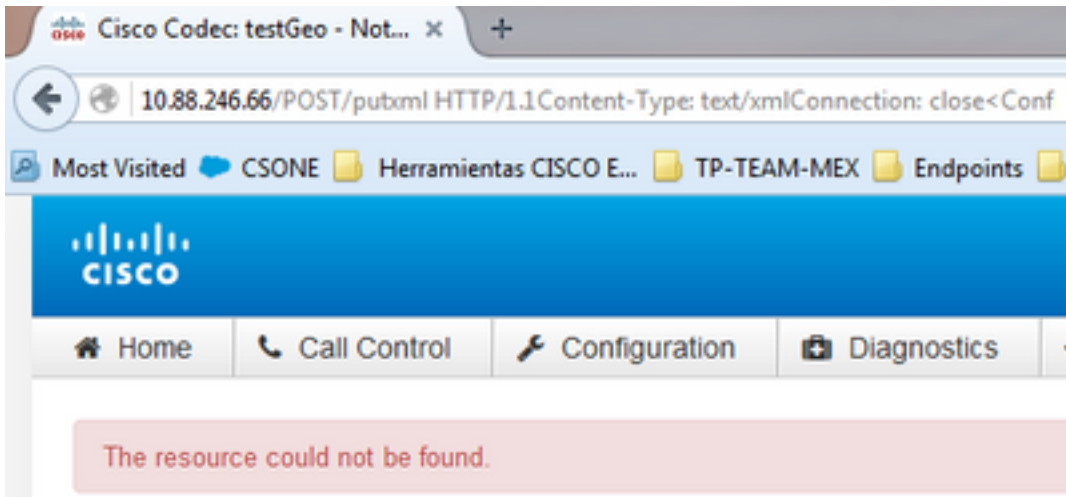 Cisco Codec: testGeo - Not... × +
10.88.246.66/POST/putxml HTTP/1.1Content-Type: text/xmlConnection: close<Conf
Most Visited CSONE Herramientas CISCO E... TP-TEAM-MEX Endpoints
CISCO
Home Call Control Configuration Diagnostics
The resource could not be found.